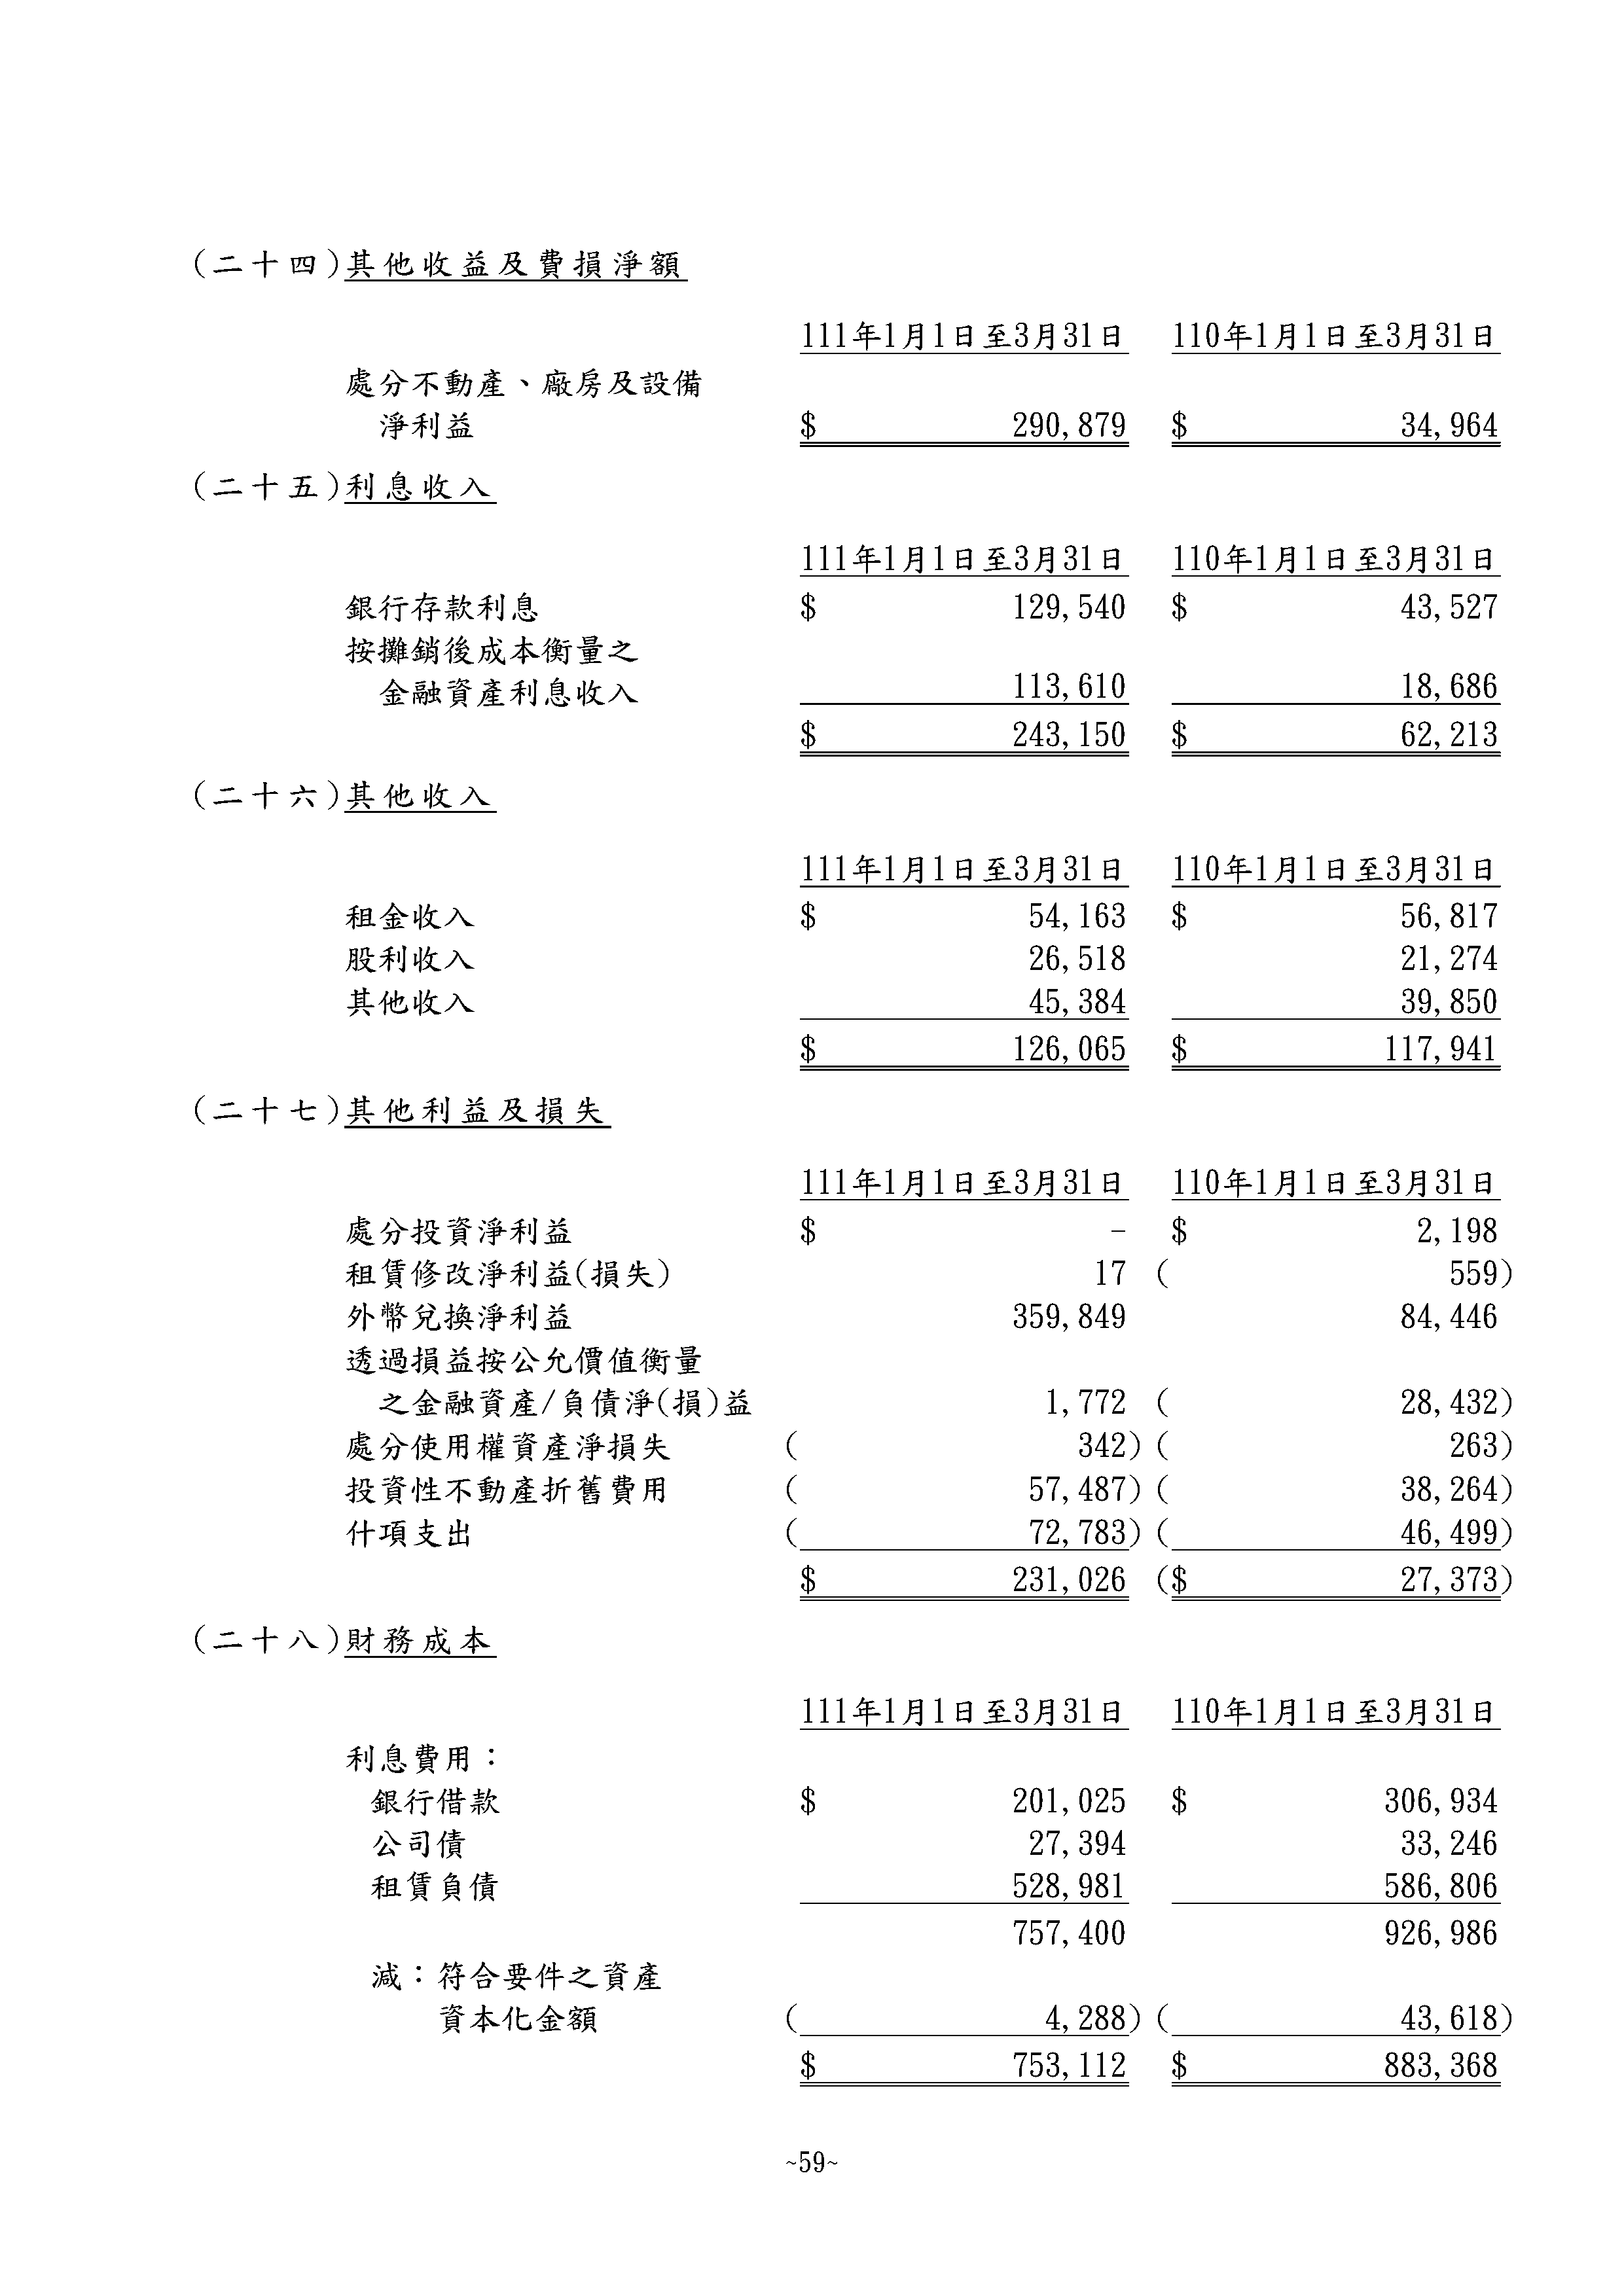 (二十四)其他收益及費損淨額
111年1月1日至3月31日 110年1月1日至3月31日
處分不動產、廠房及設備
淨利益 $ 290,879 $ 34,964
(二十五)利息收入
111年1月1日至3月31日 110年1月1日至3月31日
銀行存款利息 $ 129,540 $ 43,527
按攤銷後成本衡量之
金融資產利息收入 113,610 18,686
$ 243,150 $ 62,213
(二十六)其他收入
111年1月1日至3月31日 110年1月1日至3月31日
租金收入 $ 54,163 $ 56,817
股利收入 26,518 21,274
其他收入 45,384 39,850
$ 126,065 $ 117,941
(二十七)其他利益及損失
111年1月1日至3月31日 110年1月1日至3月31日
處分投資淨利益 $ - $ 2,198
租賃修改淨利益(損失) 17 ( 559)
外幣兌換淨利益 359,849 84,446
透過損益按公允價值衡量
之金融資產/負債淨(損)益 1,772 ( 28,432)
處分使用權資產淨損失 ( 342) ( 263)
投資性不動產折舊費用 ( 57,487) ( 38,264)
什項支出 ( 72,783) ( 46,499)
$ 231,026 ($ 27,373)
(二十八)財務成本
111年1月1日至3月31日 110年1月1日至3月31日
利息費用：
銀行借款 $ 201,025 $ 306,934
公司債 27,394 33,246
租賃負債 528,981 586,806
757,400 926,986
減：符合要件之資產
資本化金額 ( 4,288) ( 43,618)
$ 753,112 $ 883,368
~59~